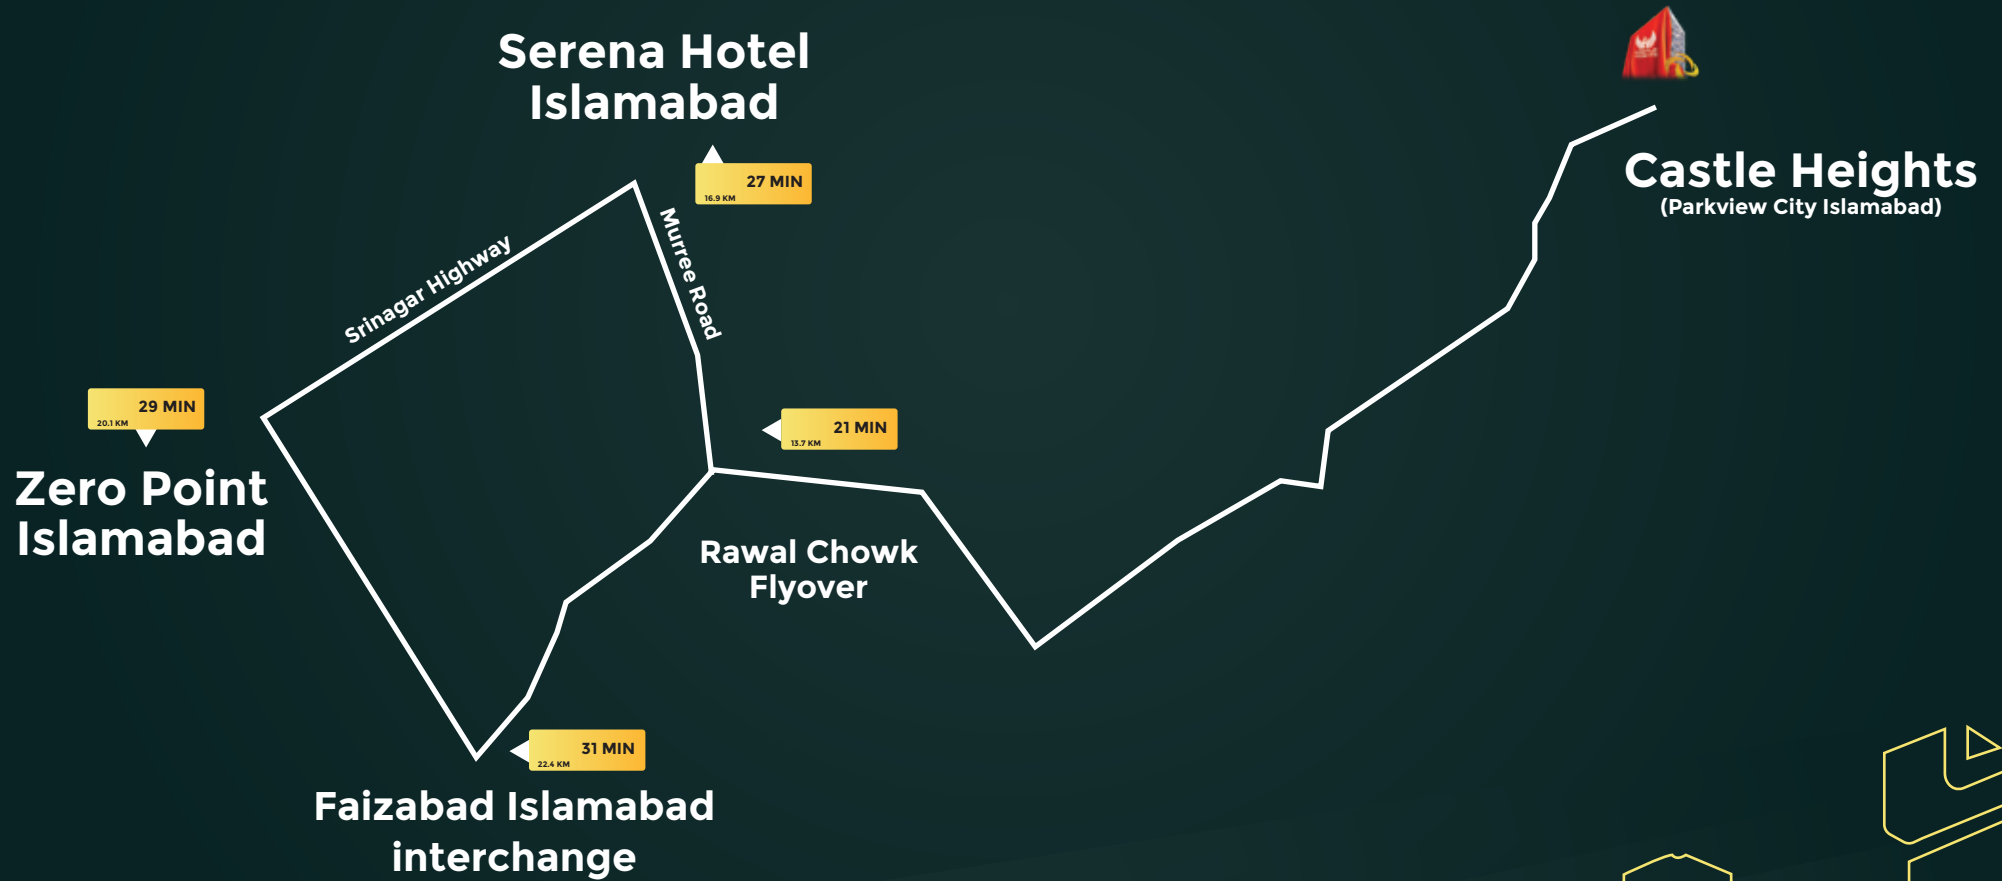 Serena Hotel
Islamabad
27 MIN
16.9 KM
Castle Heights
(Parkview City Islamabad)
Srinagar Highway
Murree Road
29 MIN
20.1 KM
Zero Point
Islamabad
21 MIN
13.7 KM
Rawal Chowk
Flyover
31 MIN
22.4 KM
Faizabad Islamabad
interchange